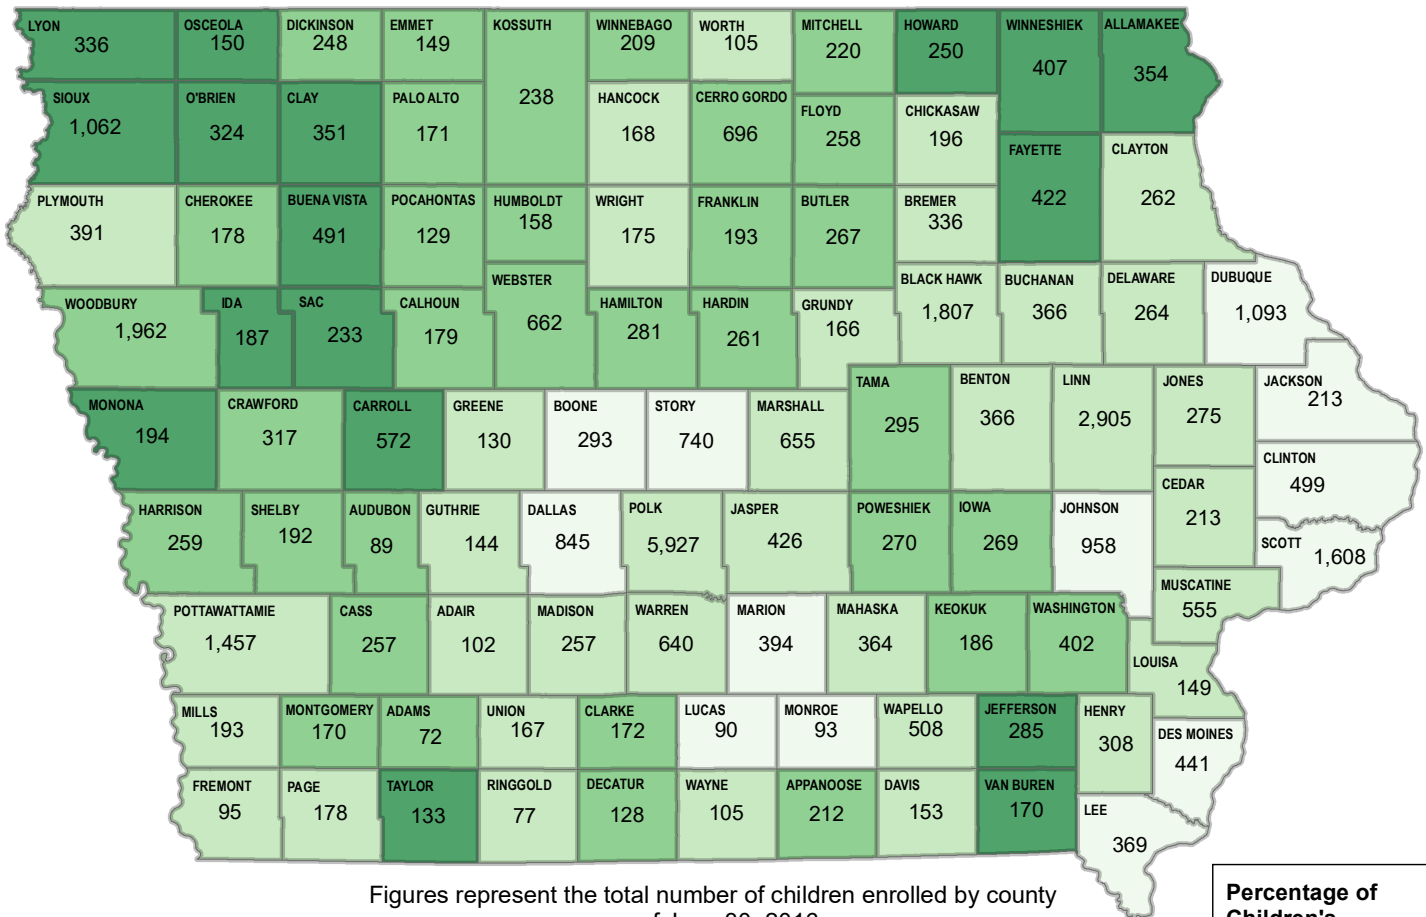 LYON
336
OSCEOLA
150
DICKINSON
248
EMMET
149
KOSSUTH
238
WINNEBAGO
209
WORTH
105
MITCHELL
220
HOWARD
250
WINNESHIEK
407
ALLAMAKEE
354
SIOUX
1,062
O'BRIEN
324
CLAY
351
PALO ALTO
171
HANCOCK
168
CERRO GORDO
696
FLOYD
258
CHICKASAW
196
FAYETTE
422
CLAYTON
262
PLYMOUTH
391
CHEROKEE
178
BUENA VISTA
491
POCAHONTAS
129
HUMBOLDT
158
WRIGHT
175
FRANKLIN
193
BUTLER
267
BREMER
336
WOODBURY
1,962
IDA
187
SAC
233
CALHOUN
179
WEBSTER
662
HAMILTON
281
HARDIN
261
GRUNDY
166
BLACK HAWK
1,807
BUCHANAN
366
DELAWARE
264
DUBUQUE
1,093
MONONA
194
CRAWFORD
317
CARROLL
572
GREENE
130
BOONE
293
STORY
740
MARSHALL
655
TAMA
295
BENTON
366
LINN
2,905
JONES
275
JACKSON
213
CLINTON
499
HARRISON
259
SHELBY
192
AUDUBON
89
GUTHRIE
144
DALLAS
845
POLK
5,927
JASPER
426
POWESHIEK
270
IOWA
269
JOHNSON
958
CEDAR
213
SCOTT
1,608
MUSCATINE
555
POTTAWATTAMIE
1,457
CASS
257
ADAIR
102
MADISON
257
WARREN
640
MARION
394
MAHASKA
364
KEOKUK
186
WASHINGTON
402
LOUISA
149
MILLS
193
MONTGOMERY
170
ADAMS
72
UNION
167
CLARKE
172
LUCAS
90
MONROE
93
WAPELLO
508
JEFFERSON
285
HENRY
308
DES MOINES
441
FREMONT
95
PAGE
178
TAYLOR
133
RINGGOLD
77
DECATUR
128
WAYNE
105
APPANOOSE
212
DAVIS
153
VAN BUREN
170
LEE
369
Figures represent the total number of children enrolled by county
Percentage of
Children's